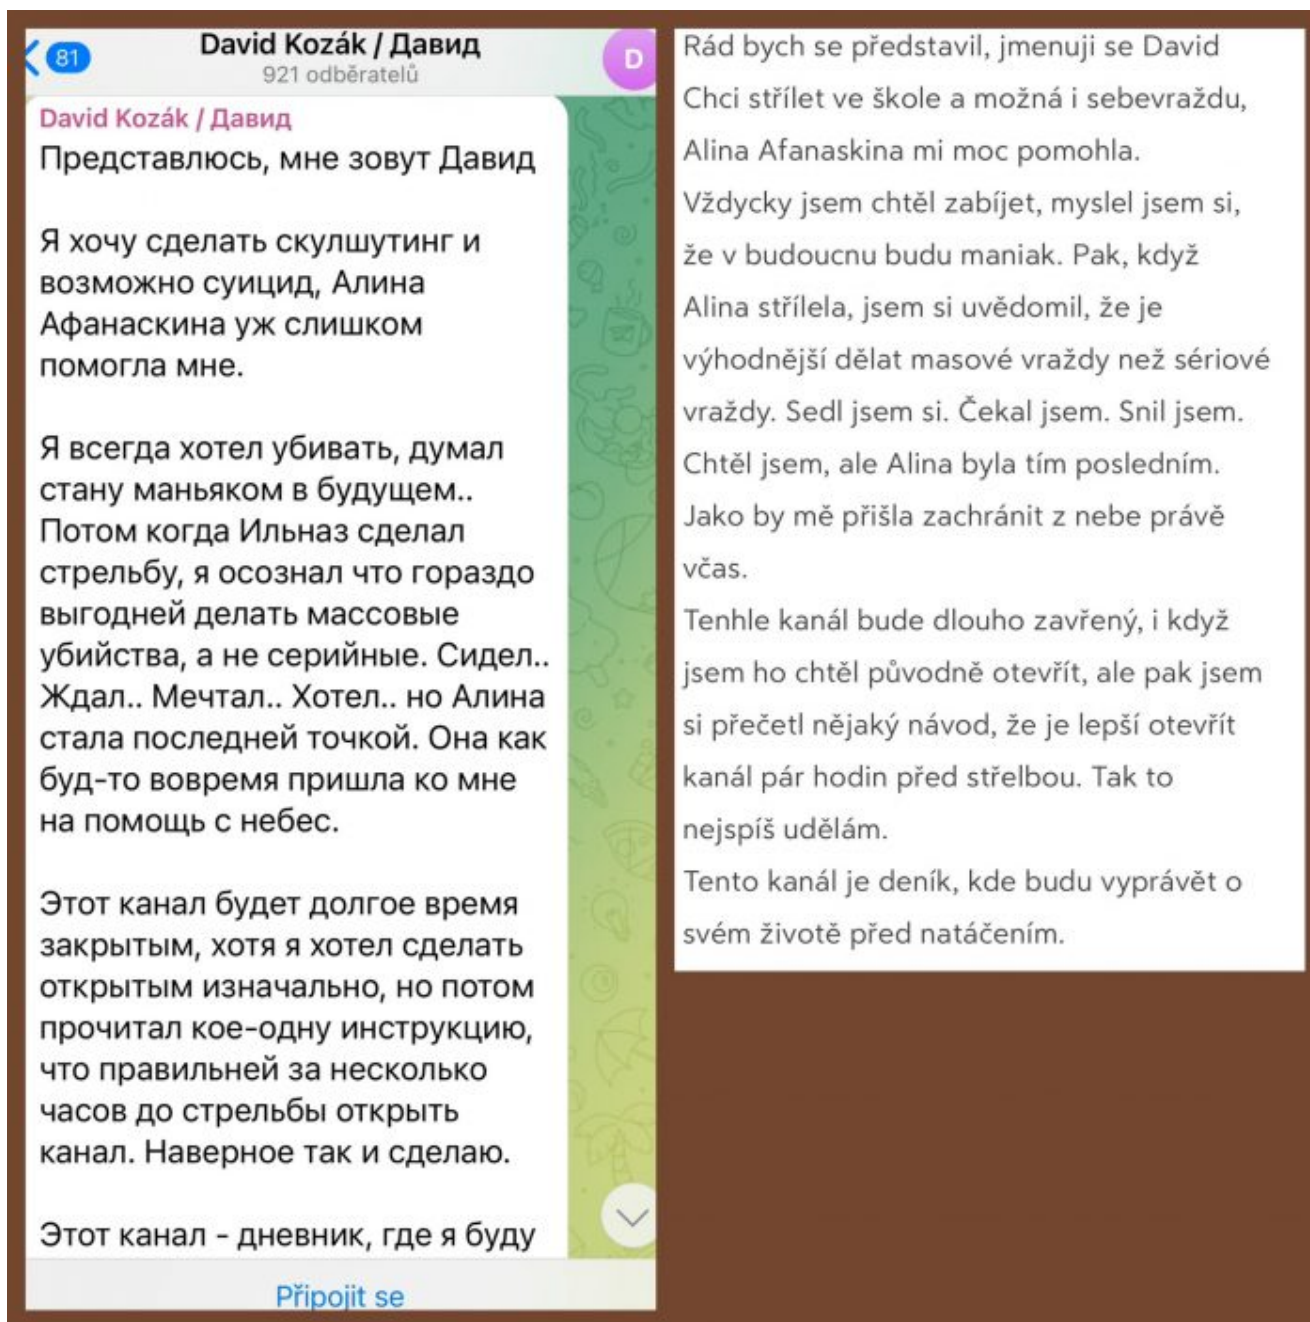 81
David Kozák / Давид
921 odběratelů
D
David Kozák / Давид
Представлюсь, мне зовут Давид
Я хочу сделать скулшутинг и
возможно суицид, Алина
Афанаскина уж слишком
помогла мне.
Я всегда хотел убивать, думал
стану маньяком в будущем..
Потом когда Ильназ сделал
стрельбу, я осознал что гораздо
выгодней делать массовые
убийства, а не серийные. Сидел..
Ждал.. Мечтал.. Хотел.. но Алина
стала последней точкой. Она как
буд-то вовремя пришла ко мне
на помощь с небес.
Этот канал будет долгое время
закрытым, хотя я хотел сделать
открытым изначально, но потом
прочитал кое-одну инструкцию,
что правильней за несколько
часов до стрельбы открыть
канал. Наверное так и сделаю.
Этот канал - дневник, где я буду
Připojit se
Rád bych se představil, jmenuji se David
Chci střílet ve škole a možná i sebevraždu,
Alina Afanaskina mi moc pomohla.
Vždycky jsem chtěl zabíjet, myslel jsem si,
že v budoucnu budu maniak. Pak, když
Alina střílela, jsem si uvědomil, že je
výhodnější dělat masové vraždy než sériové
vraždy. Sedl jsem si. Čekal jsem. Snil jsem.
Chtěl jsem, ale Alina byla tím posledním.
Jako by mě přišla zachránit z nebe právě
včas.
Tenhle kanál bude dlouho zavřený, i když
jsem ho chtěl původně otevřít, ale pak jsem
si přečetl nějaký návod, že je lepší otevřít
kanál pár hodin před střelbou. Tak to
nejspíš udělám.
Tento kanál je deník, kde budu vyprávět o
svém životě před natáčením.